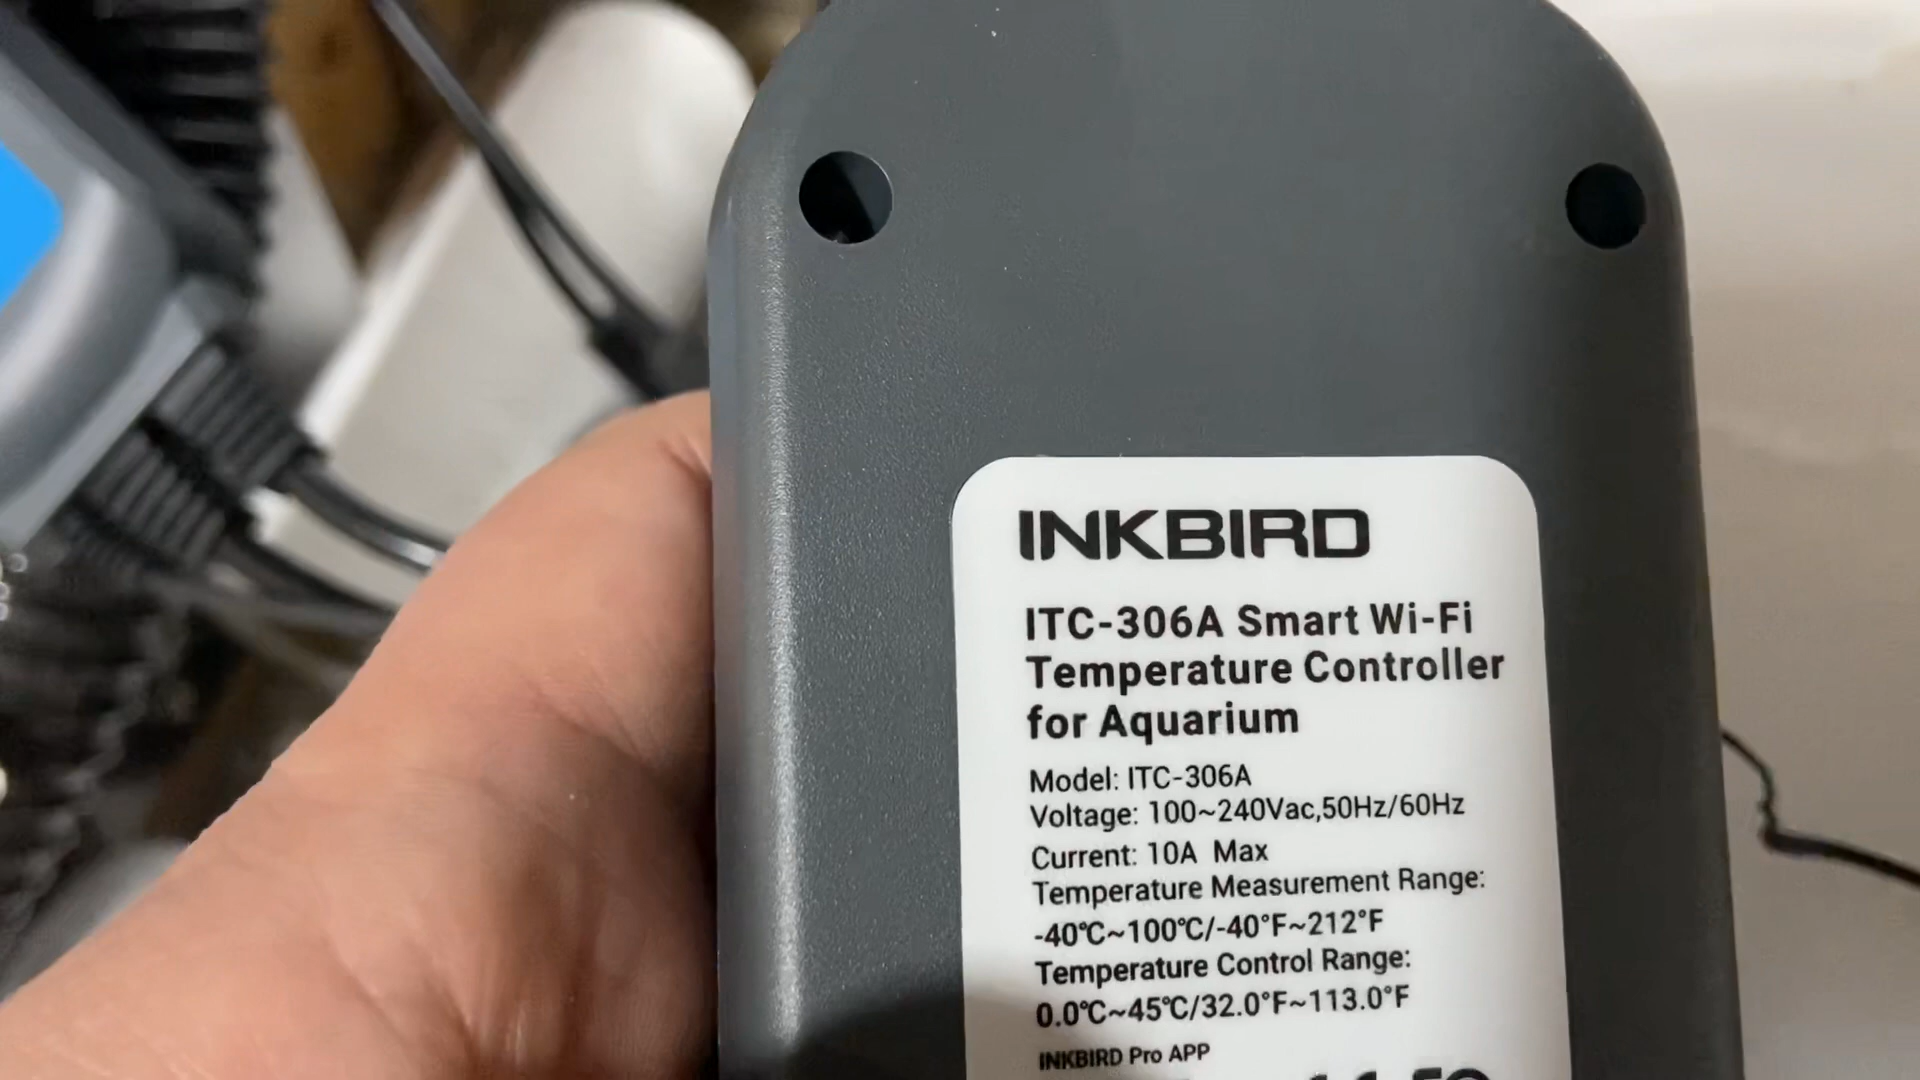 INKBIRD
ITC-306A Smart Wi-Fi
Temperature Controller
for Aquarium
Model: ITC-306A
Voltage: 100~240Vac,50Hz/60Hz
Current: 10A Max
Temperature Measurement Range:
-40℃~100℃/-40°F~212°F
Temperature Control Range:
0.0℃~45℃/32.0°F~113.0°F
INKBIRD Pro APP